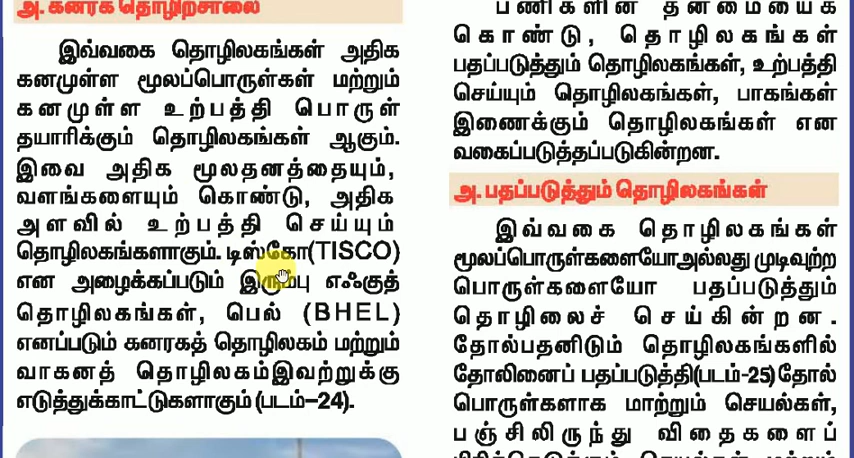 அ. கனரக தொழிற்சாலை
இவ்வகை தொழிலகங்கள் அதிக
கனமுள்ள மூலப்பொருள்கள் மற்றும்
கனமுள்ள உற்பத்தி பொருள்
தயாரிக்கும் தொழிலகங்கள் ஆகும்.
இவை அதிக மூலதனத்தையும்,
வளங்களையும் கொண்டு, அதிக
அளவில் உற்பத்தி செய்யும்
தொழிலகங்களாகும். டிஸ்கோ(TISCO)
என அழைக்கப்படும் இரும்பு எஃகுத்
தொழிலகங்கள், பெல் (BHEL)
எனப்படும் கனரகத் தொழிலகம் மற்றும்
வாகனத் தொழிலகம்இவற்றுக்கு
எடுத்துக்காட்டுகளாகும் (படம்–24).
பணிகளின் தன்மையைக்
கொண்டு, தொழிலகங்கள்
பதப்படுத்தும் தொழிலகங்கள், உற்பத்தி
செய்யும் தொழிலகங்கள், பாகங்கள்
இணைக்கும் தொழிலகங்கள் என
வகைப்படுத்தப்படுகின்றன.
அ. பதப்படுத்தும் தொழிலகங்கள்
இவ்வகை தொழிலகங்கள்
மூலப்பொருள்களையோஅல்லது முடிவுற்ற
பொருள்களையோ பதப்படுத்தும்
தொழிலைச் செய்கின்றன.
தோல்பதனிடும் தொழிலகங்களில்
தோலினைப் பதப்படுத்தி(படம்-25) தோல்
பொருள்களாக மாற்றும் செயல்கள்,
பஞ்சிலிருந்து விதைகளைப்
பிரித்தெடுக்கும் செயல்கள் மற்றும்